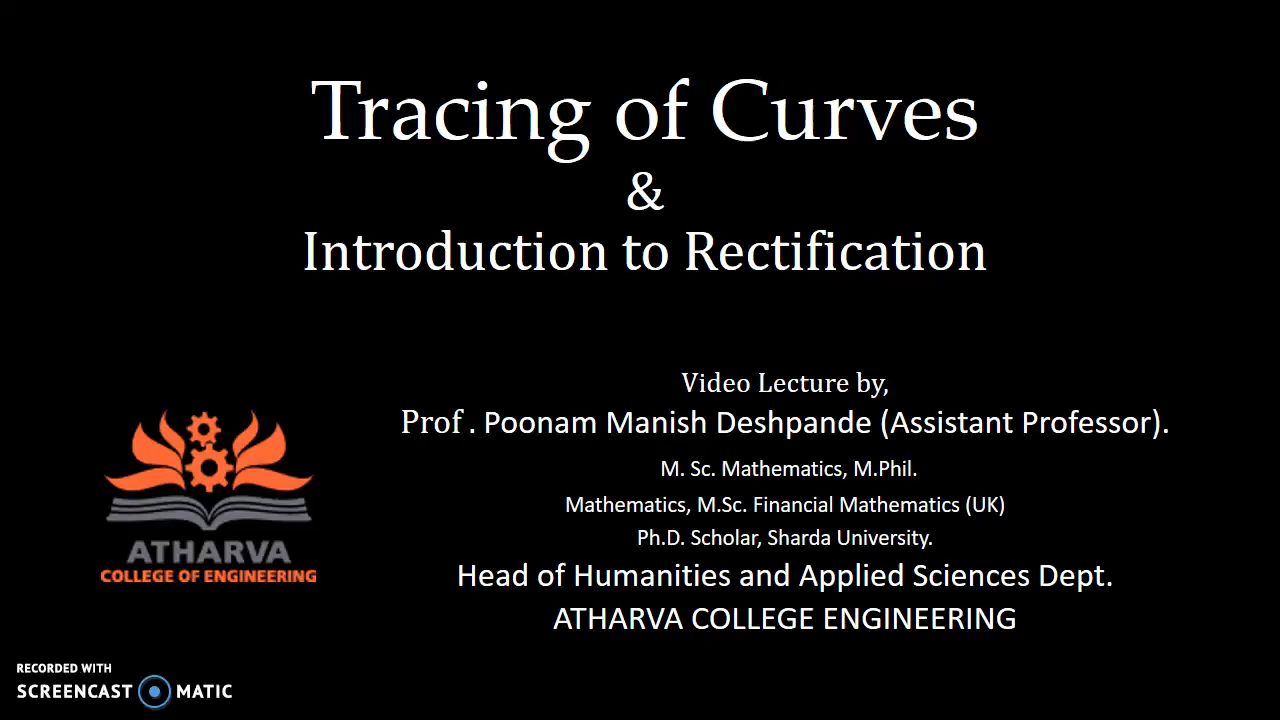 Tracing of Curves
&
Introduction to Rectification
Video Lecture by,
Prof . Poonam Manish Deshpande (Assistant Professor).
M. Sc. Mathematics, M.Phil.
Mathematics, M.Sc. Financial Mathematics (UK)
Ph.D. Scholar, Sharda University.
Head of Humanities and Applied Sciences Dept.
ATHARVA COLLEGE ENGINEERING
ATHARVA
COLLEGE OF ENGINEERING
RECORDED WITH
SCREENCAST MATIC